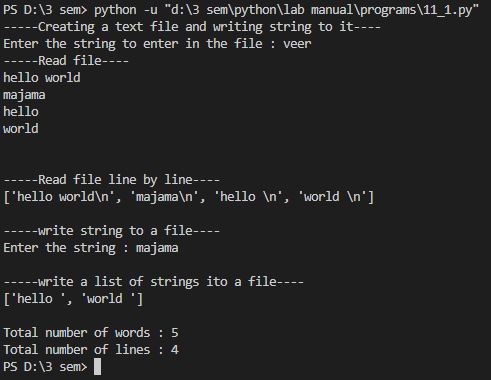 PS D:\3 sem> python -u "d:\3 sem\python\lab manual\programs\11_1.py"
-----Creating a text file and writing string to it----
Enter the string to enter in the file : veer
-----Read file----
hello world
majama
hello
world
-----Read file line by line----
['hello world\n', 'majama\n', 'hello \n', 'world \n']
-----write string to a file----
Enter the string : majama
-----write a list of strings ito a file----
['hello ', 'world ']
Total number of words : 5
Total number of lines : 4
PS D:\3 sem>